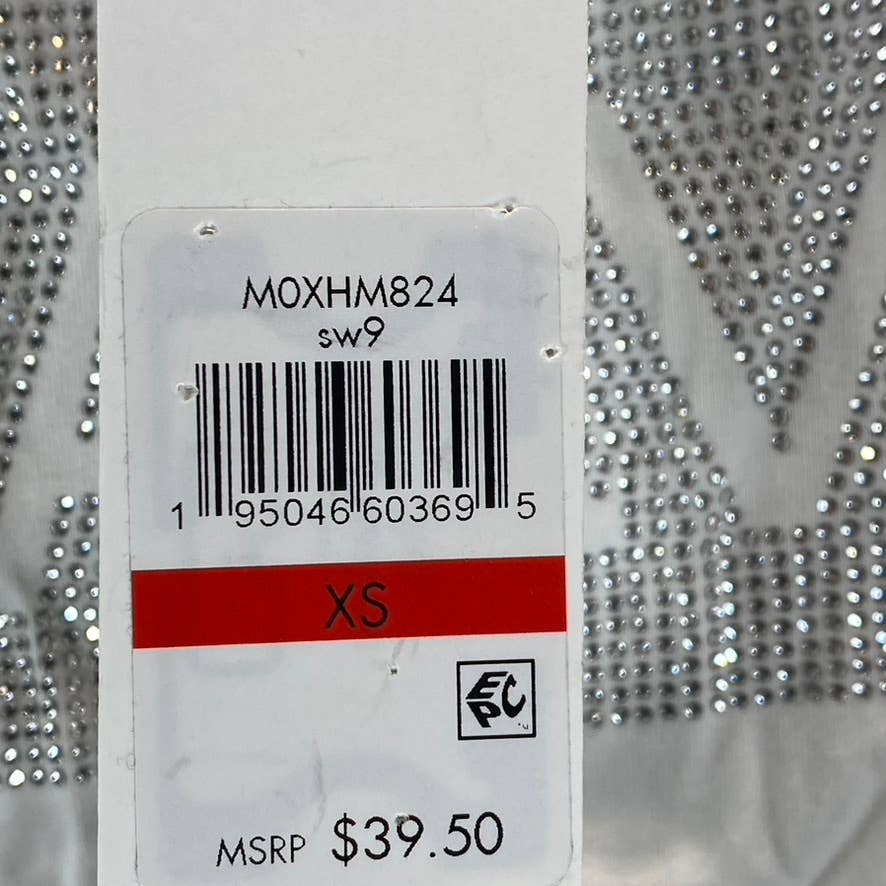 M0XHM824
sw9
1 95046 60369 5
XS
EPC
MSRP $39.50